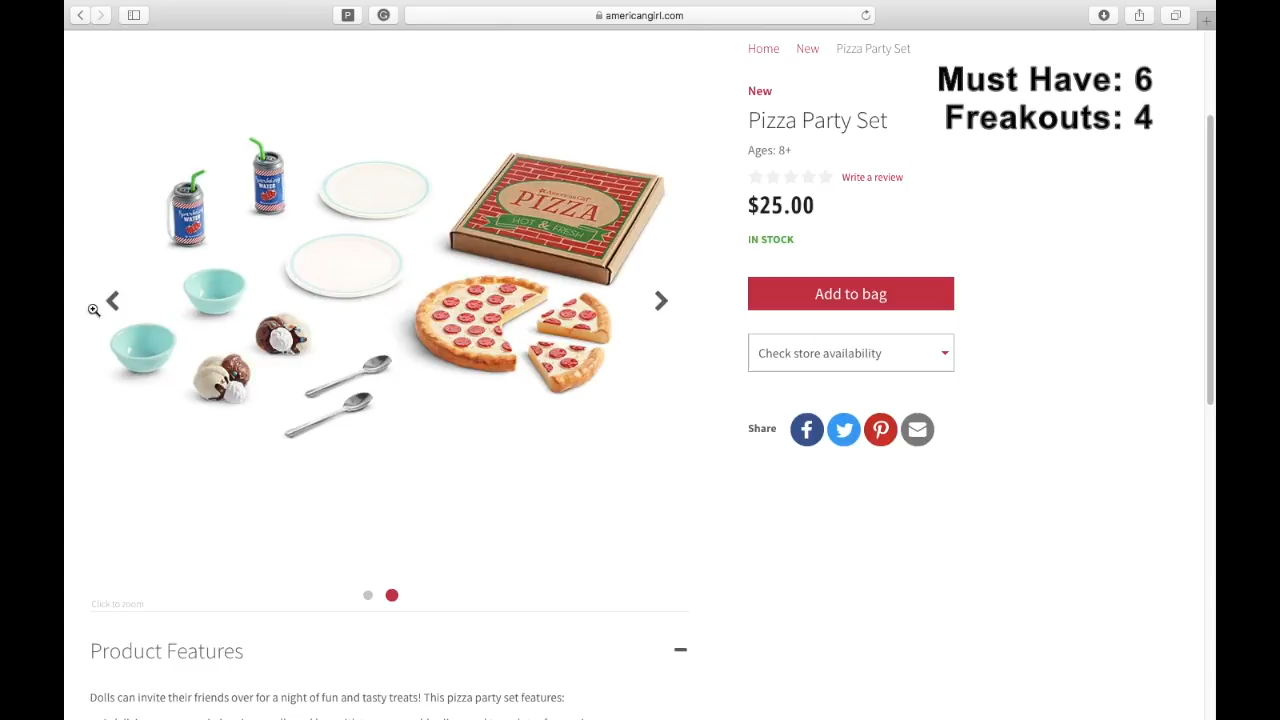 americangirl.com
Home New Pizza Party Set
Must Have: 6
Freakouts: 4
New
Pizza Party Set
Ages: 8+
Write a review
$25.00
IN STOCK
Add to bag
Check store availability
Share
AmericanGirl
PIZZA
HOT & FRESH
Sparkling
WATER
Sparkling
WATER
Click to zoom
Product Features
Dolls can invite their friends over for a night of fun and tasty treats! This pizza party set features: